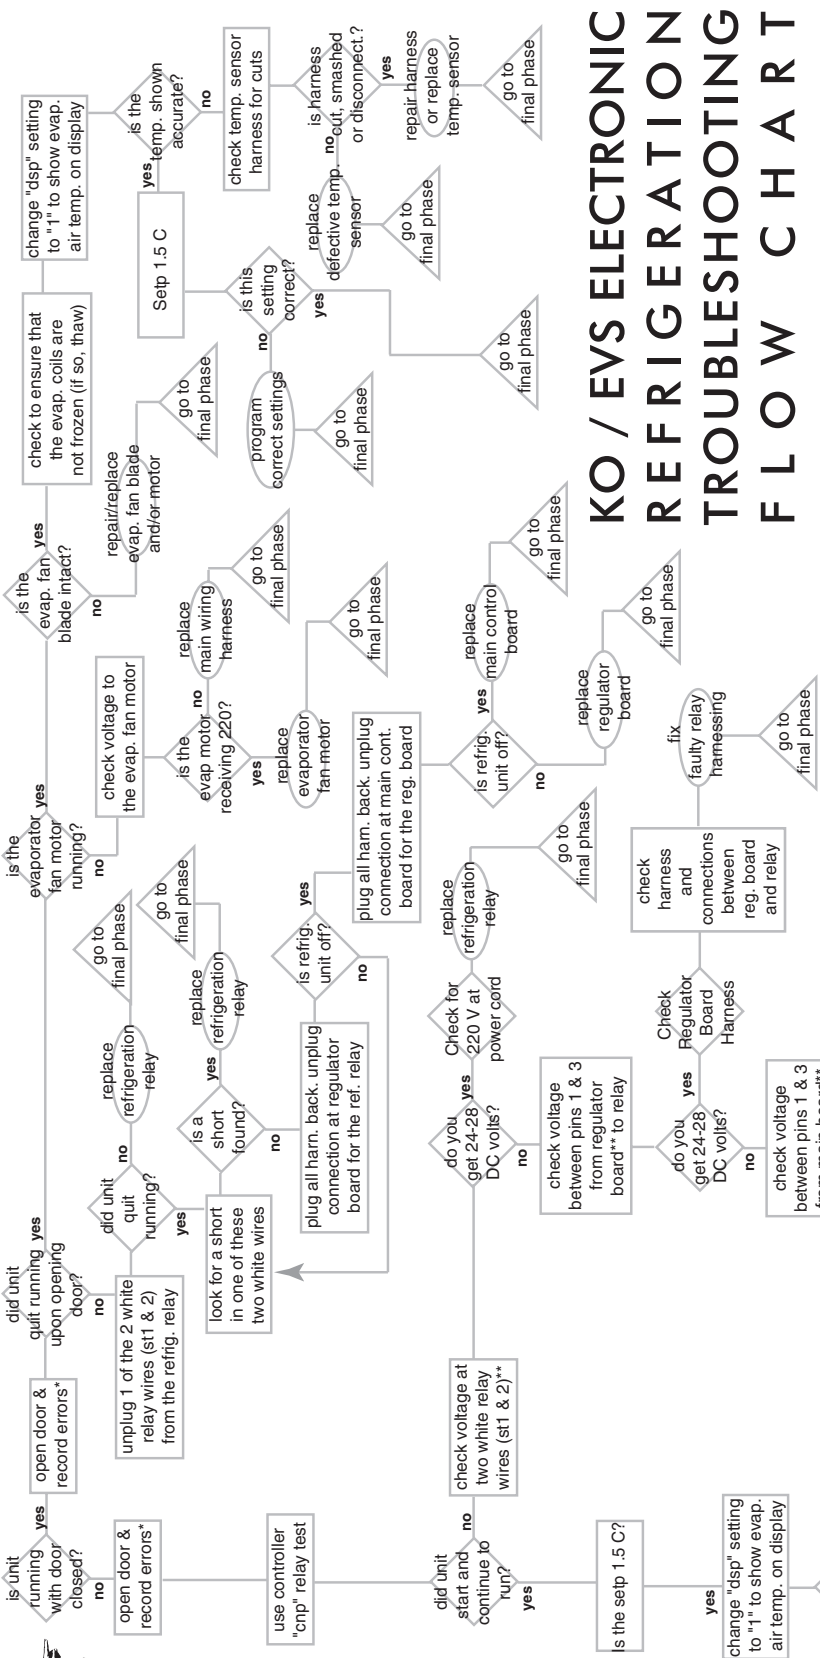 KO / EVS ELECTRONIC
REFRIGERATION
TROUBLESHOOTING
FLOW CHART
is unit
running
with door
closed?
yes
no
open door &
record errors*
did unit
quit running
upon opening
door?
yes
no
is the
evaporator
fan motor
running?
yes
no
is the
evap. fan
blade intact?
yes
no
check to ensure that
the evap. coils are
not frozen (if so, thaw)
change "dsp" setting
to "1" to show evap.
air temp. on display
is the
temp. shown
accurate?
yes
no
open door &
record errors*
unplug 1 of the 2 white
relay wires (st1 & 2)
from the refrig. relay
did unit
quit
running?
no
yes
replace
refrigeration
relay
go to
final phase
check voltage to
the evap. fan motor
is the
evap motor
receiving 220?
no
yes
replace
main wiring
harness
go to
final phase
replace
evaporator
fan motor
go to
final phase
repair/replace
evap. fan blade
and/or motor
go to
final phase
Setp 1.5 C
is this
setting
correct?
no
yes
program
correct settings
go to
final phase
go to
final phase
check temp. sensor
harness for cuts
is harness
cut, smashed
or disconnect.?
no
yes
replace
defective temp.
sensor
go to
final phase
repair harness
or replace
temp. sensor
go to
final phase
look for a short
in one of these
two white wires
is a
short
found?
yes
no
replace
refrigeration
relay
go to
final phase
plug all harn. back. unplug
connection at regulator
board for the ref. relay
is refrig.
unit off?
yes
no
plug all harn. back. unplug
connection at main cont.
board for the reg. board
is refrig.
unit off?
yes
no
replace
main control
board
go to
final phase
replace
regulator
board
go to
final phase
use controller
"cnp" relay test
did unit
start and
continue to
run?
no
yes
check voltage at
two white relay
wires (st1 & 2)**
do you
get 24-28
DC volts?
yes
no
Check for
220 V at
power cord
replace
refrigeration
relay
go to
final phase
check voltage
between pins 1 & 3
from regulator
board** to relay
do you
get 24-28
DC volts?
yes
no
Check
Regulator
Board
Harness
check
harness
and
connections
between
reg. board
and relay
fix
faulty relay
harnessing
go to
final phase
check voltage
between pins 1 & 3
from main board**
Is the setp 1.5 C?
yes
change "dsp" setting
to "1" to show evap.
air temp. on display